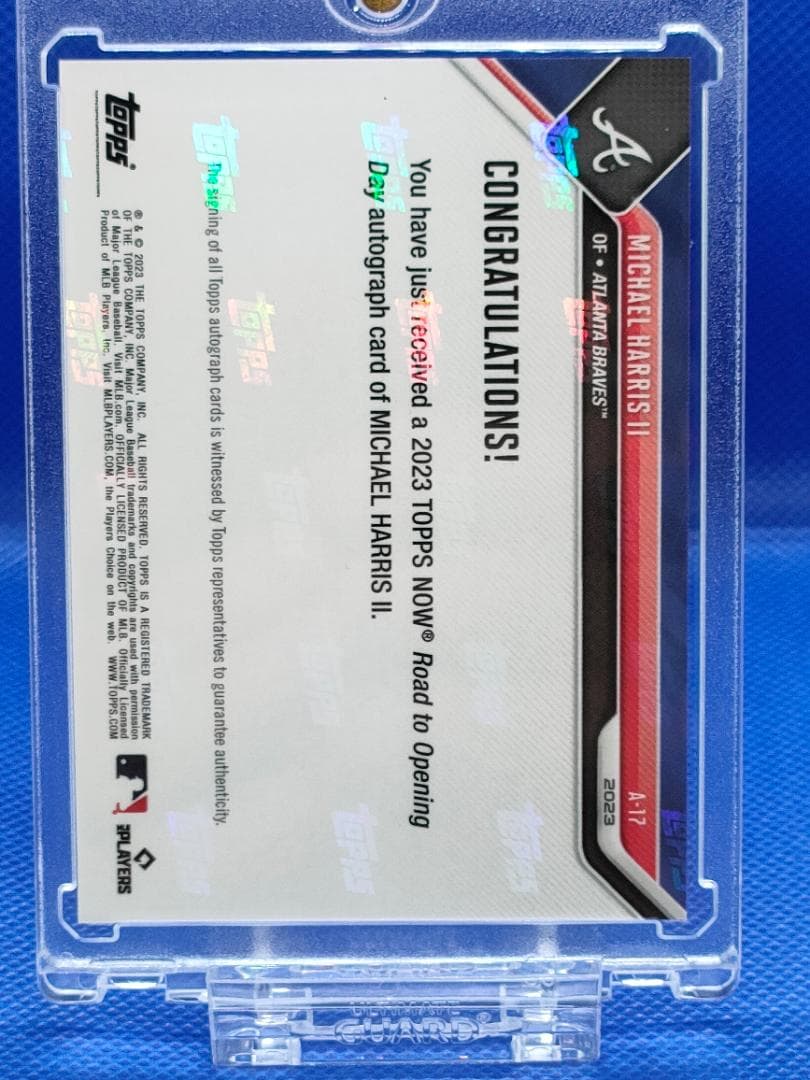 MICHAEL HARRIS II A-17
OF • ATLANTA BRAVES™ 2023
CONGRATULATIONS!
You have just received a 2023 TOPPS NOW® Road to Opening
Day autograph card of MICHAEL HARRIS II.
The signing of all Topps autograph cards is witnessed by Topps representatives to guarantee authenticity.
topps®
® & © 2023 THE TOPPS COMPANY, INC. ALL RIGHTS RESERVED. TOPPS IS A REGISTERED TRADEMARK
OF THE TOPPS COMPANY, INC. Major League Baseball trademarks and copyrights are used with permission
of Major League Baseball. Visit MLB.com. OFFICIALLY LICENSED PRODUCT OF MLB. Officially Licensed
Product of MLB Players, Inc. Visit MLBPLAYERS.COM, the Players Choice on the web. WWW.TOPPS.COM
PLAYERS
ULTIMATE
GUARD